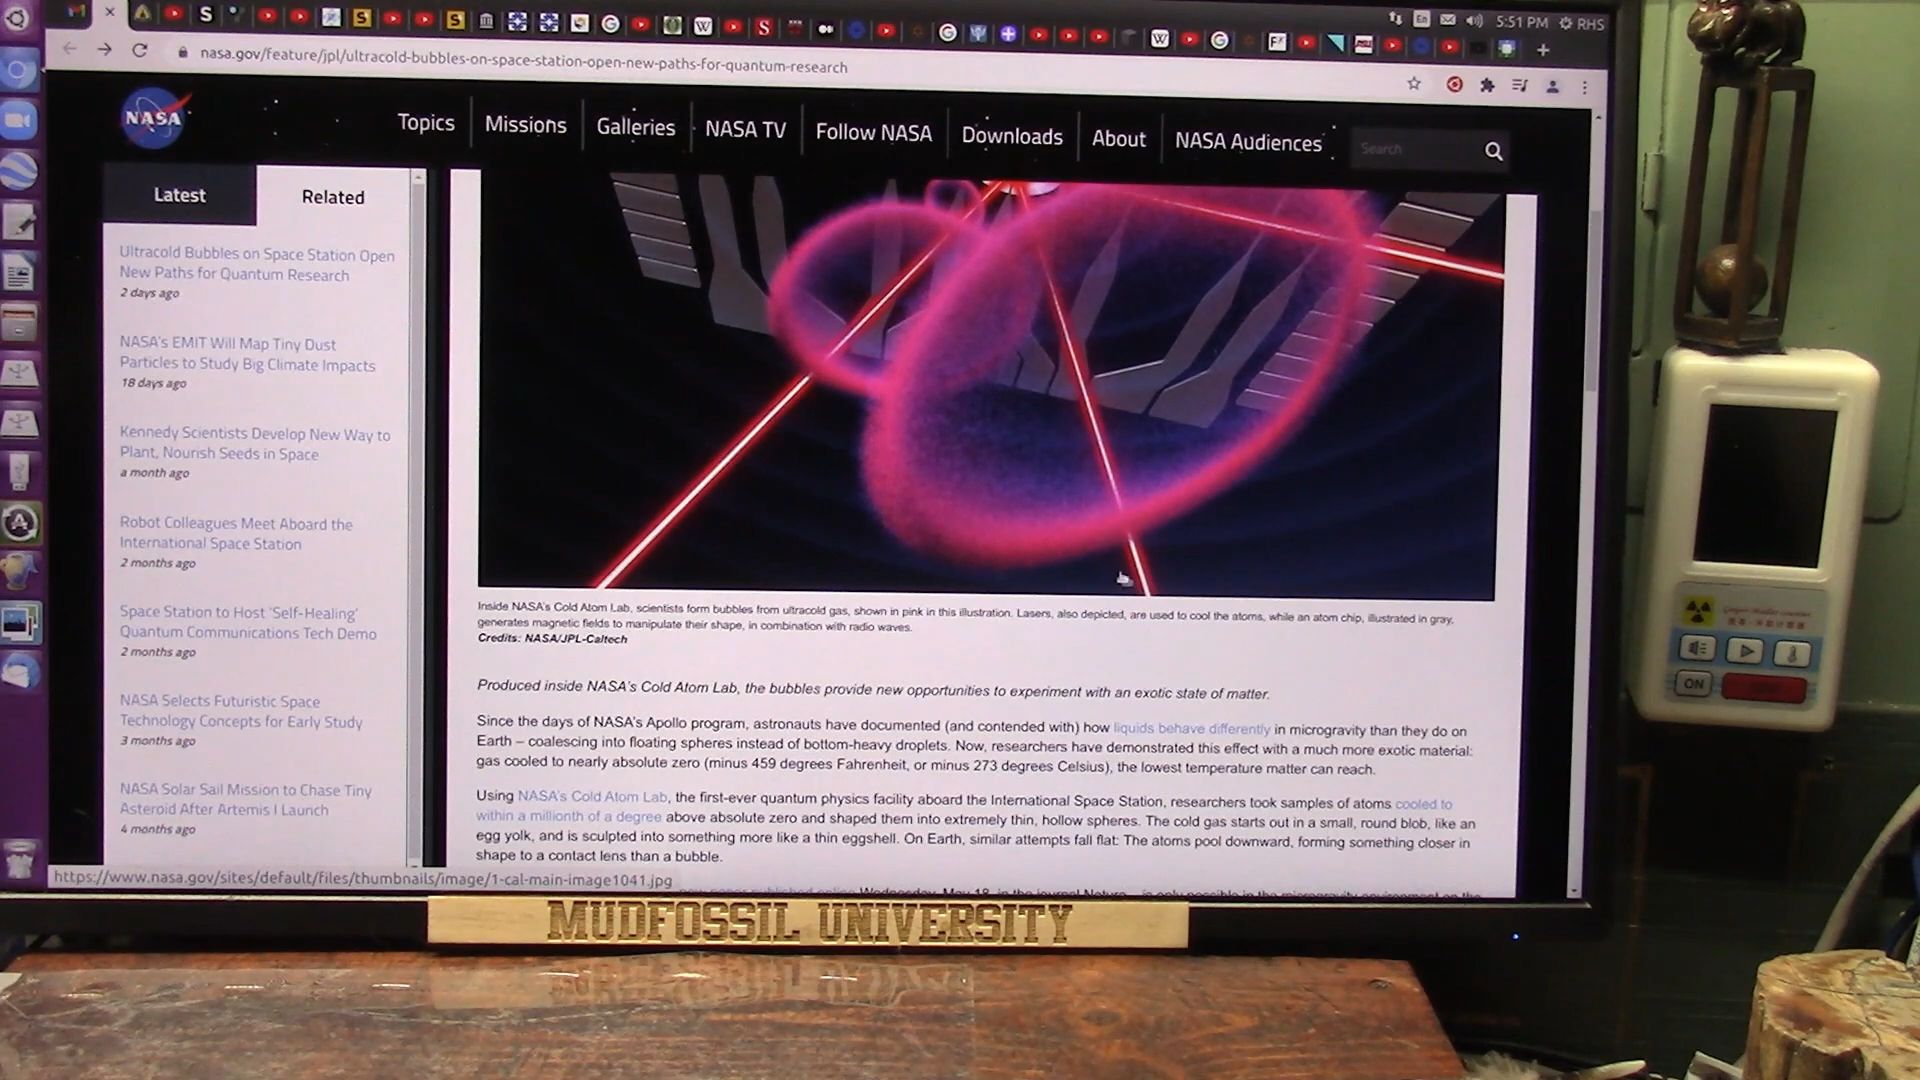 5:51 PM RHS
nasa.gov/feature/jpl/ultracold-bubbles-on-space-station-open-new-paths-for-quantum-research
NASA
Topics
Missions
Galleries
NASA TV
Follow NASA
Downloads
About
NASA Audiences
Search
Latest
Related
Ultracold Bubbles on Space Station Open
New Paths for Quantum Research
2 days ago
NASA's EMIT Will Map Tiny Dust
Particles to Study Big Climate Impacts
18 days ago
Kennedy Scientists Develop New Way to
Plant, Nourish Seeds in Space
a month ago
Robot Colleagues Meet Aboard the
International Space Station
2 months ago
Space Station to Host 'Self-Healing'
Quantum Communications Tech Demo
2 months ago
NASA Selects Futuristic Space
Technology Concepts for Early Study
3 months ago
NASA Solar Sail Mission to Chase Tiny
Asteroid After Artemis I Launch
4 months ago
Inside NASA's Cold Atom Lab, scientists form bubbles from ultracold gas, shown in pink in this illustration. Lasers, also depicted, are used to cool the atoms, while an atom chip, illustrated in gray,
generates magnetic fields to manipulate their shape, in combination with radio waves.
Credits: NASA/JPL-Caltech
Produced inside NASA's Cold Atom Lab, the bubbles provide new opportunities to experiment with an exotic state of matter.
Since the days of NASA's Apollo program, astronauts have documented (and contended with) how liquids behave differently in microgravity than they do on
Earth – coalescing into floating spheres instead of bottom-heavy droplets. Now, researchers have demonstrated this effect with a much more exotic material:
gas cooled to nearly absolute zero (minus 459 degrees Fahrenheit, or minus 273 degrees Celsius), the lowest temperature matter can reach.
Using NASA's Cold Atom Lab, the first-ever quantum physics facility aboard the International Space Station, researchers took samples of atoms cooled to
within a millionth of a degree above absolute zero and shaped them into extremely thin, hollow spheres. The cold gas starts out in a small, round blob, like an
egg yolk, and is sculpted into something more like a thin eggshell. On Earth, similar attempts fall flat: The atoms pool downward, forming something closer in
shape to a contact lens than a bubble.
https://www.nasa.gov/sites/default/files/thumbnails/image/1-cal-main-image1041.jpg
MUDFOSSIL UNIVERSITY
ON